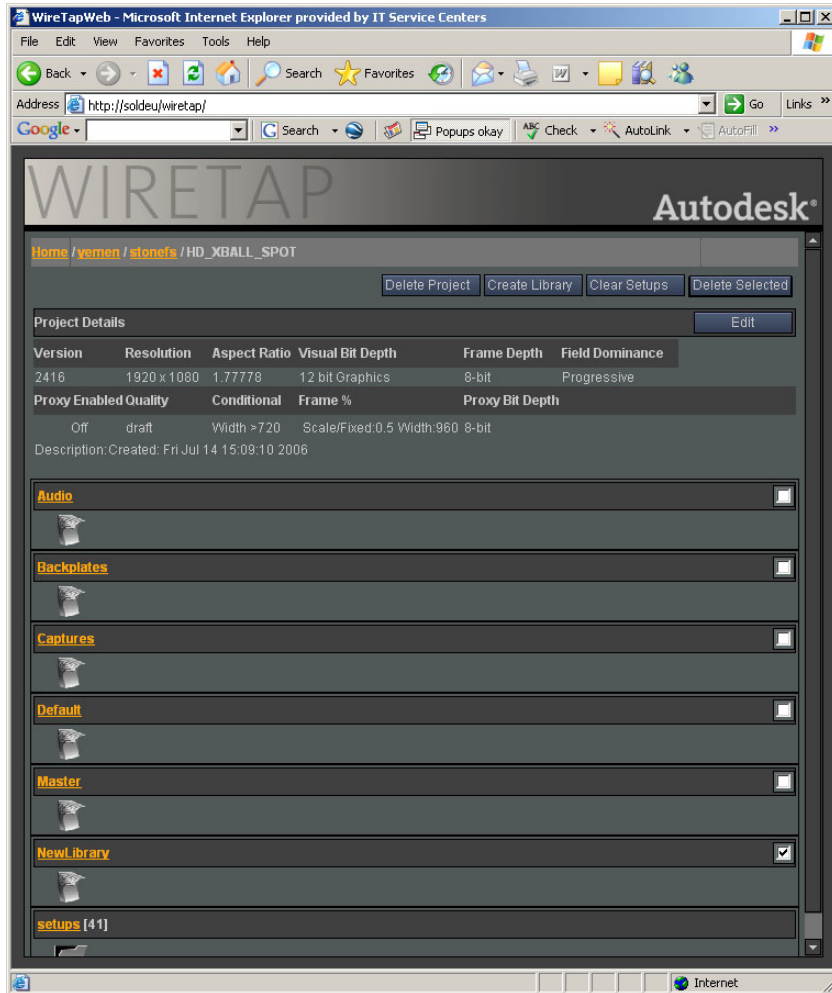 WireTapWeb - Microsoft Internet Explorer provided by IT Service Centers
File Edit View Favorites Tools Help
Back Search Favorites
Address http://soldeu/wiretap/ Go Links »
Google Search Popups okay ABC Check AutoLink AutoFill »
WIRETAP
Autodesk®
Home / yemen / stonefs / HD_XBALL_SPOT
Delete Project Create Library Clear Setups Delete Selected
Project Details Edit
Version Resolution Aspect Ratio Visual Bit Depth Frame Depth Field Dominance
2416 1920 x 1080 1.77778 12 bit Graphics 8-bit Progressive
Proxy Enabled Quality Conditional Frame % Proxy Bit Depth
Off draft Width >720 Scale/Fixed:0.5 Width:960 8-bit
Description: Created: Fri Jul 14 15:09:10 2006
Audio
Backplates
Captures
Default
Master
NewLibrary
setups [41]
Internet